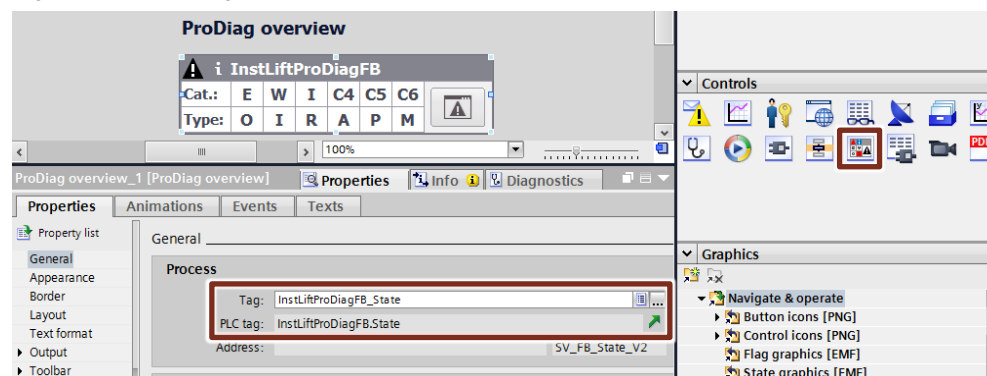 ProDiag overview
i InstLiftProDiagFB
Cat.: E W I C4 C5 C6
Type: O I R A P M
100%
Controls
PDF
ProDiag overview_1 [ProDiag overview]
Properties Info Diagnostics
Properties Animations Events Texts
Property list
General
Appearance
Border
Layout
Text format
Output
Toolbar
General
Process
Tag: InstLiftProDiagFB_State ...
PLC tag: InstLiftProDiagFB.State
Address: SV_FB_State_V2
Graphics
Navigate & operate
Button icons [PNG]
Control icons [PNG]
Flag graphics [EMF]
State graphics [EMF]